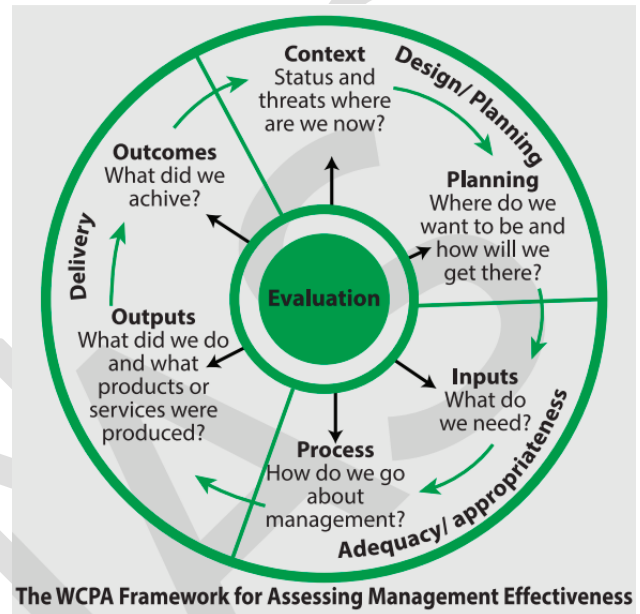 Context
Status and
threats where
are we now?
Design/ Planning
Planning
Where do we
want to be and
how will we
get there?
Inputs
What do
we need?
Adequacy/ appropriateness
Process
How do we go
about
management?
Outputs
What did we do
and what
products or
services were
produced?
Delivery
Outcomes
What did we
achive?
Evaluation
The WCPA Framework for Assessing Management Effectiveness